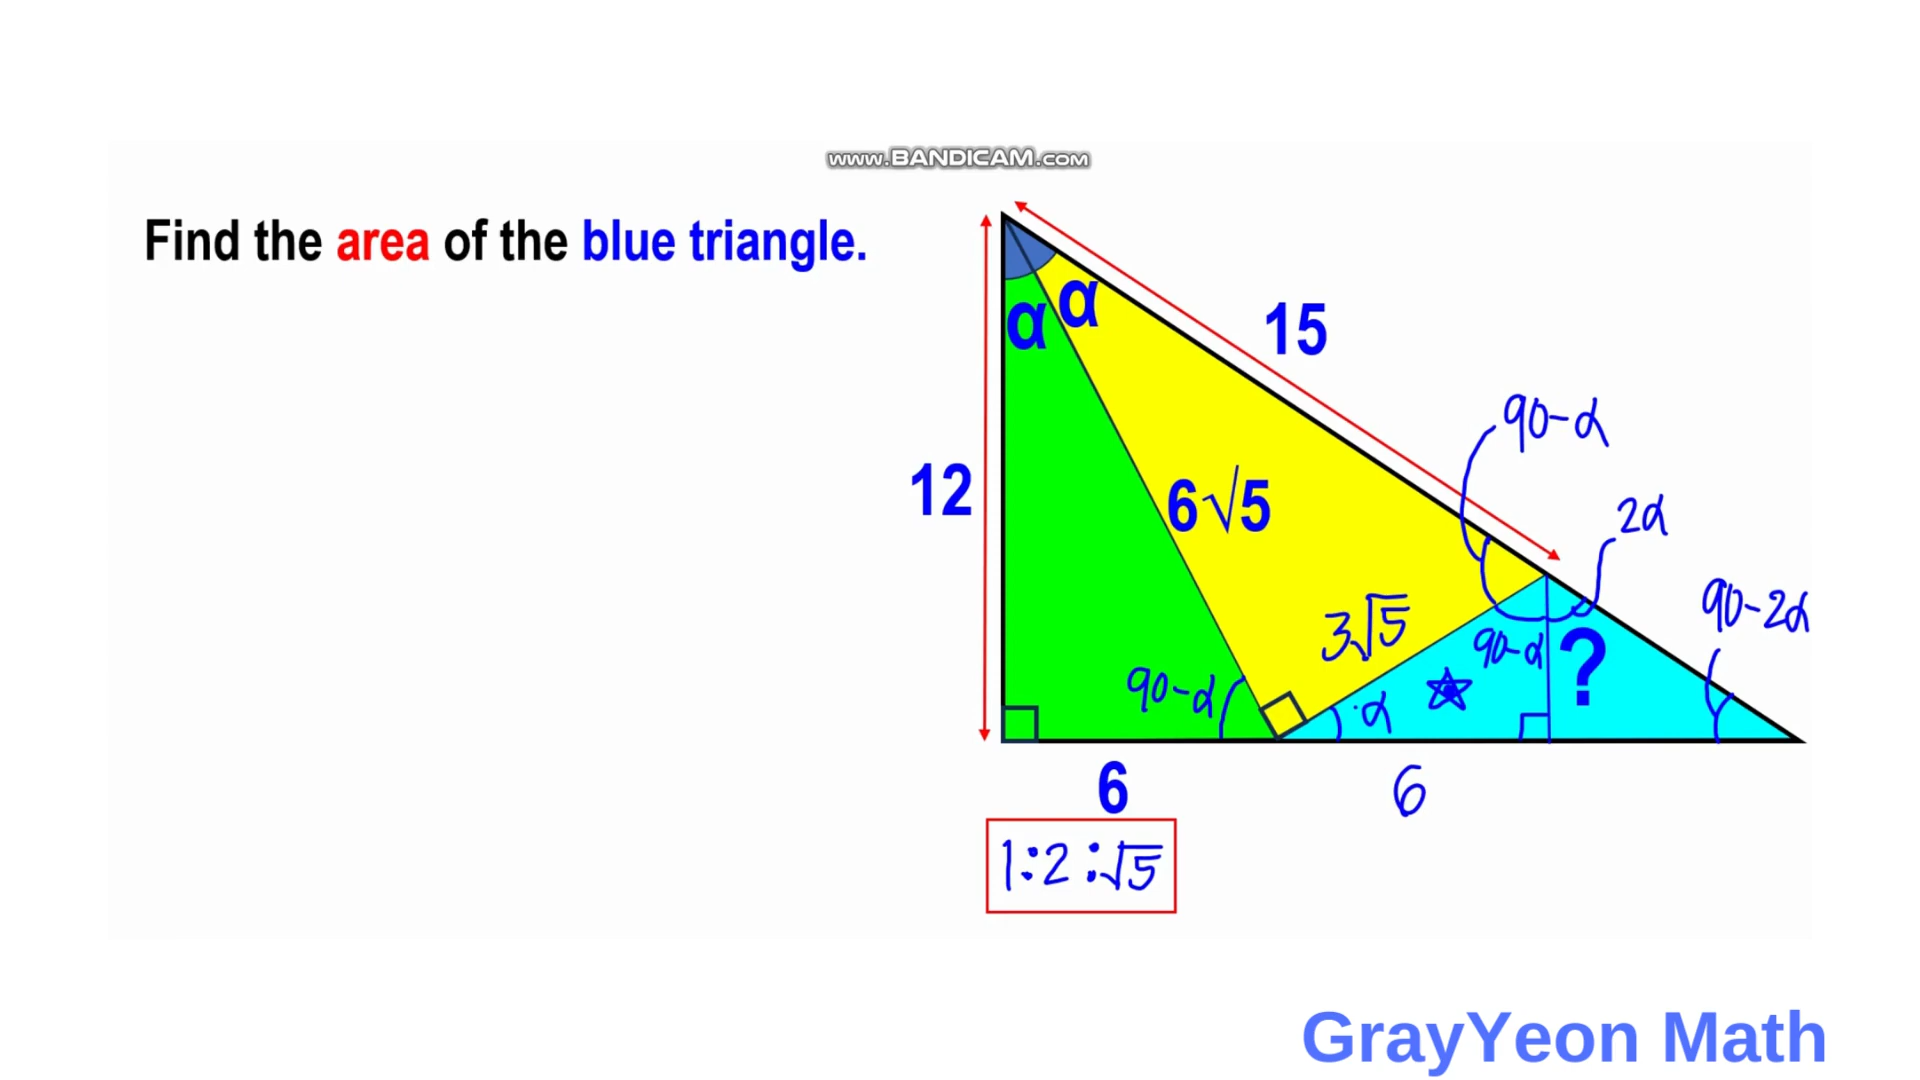 www.BANDICAM.com
Find the area of the blue triangle.
α α
15
90-α
12
6√5
2α
90-2α
3√5
90-α
?
90-α
α
6
6
1:2:√5
GrayYeon Math